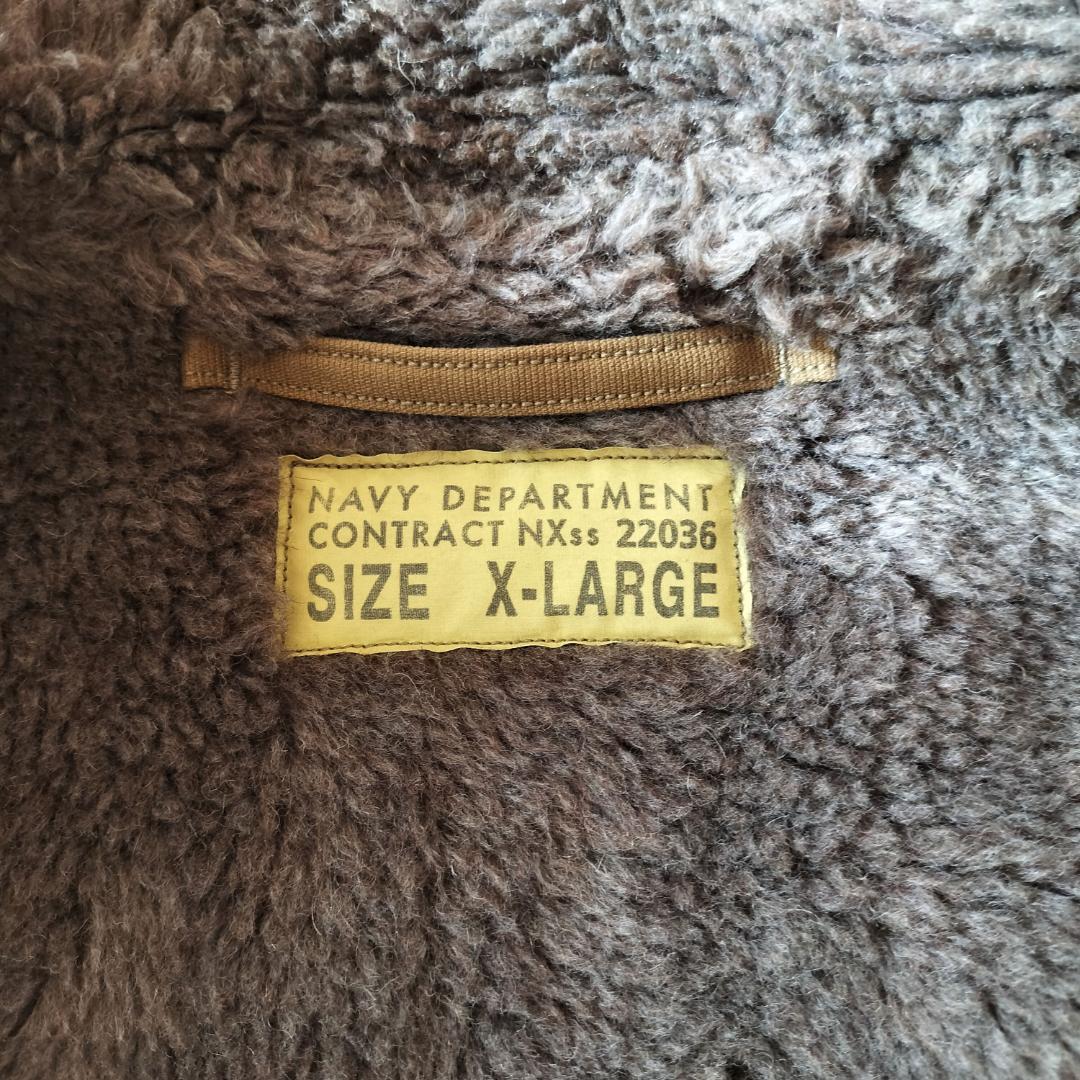 NAVY DEPARTMENT
CONTRACT NXss 22036
SIZE X-LARGE